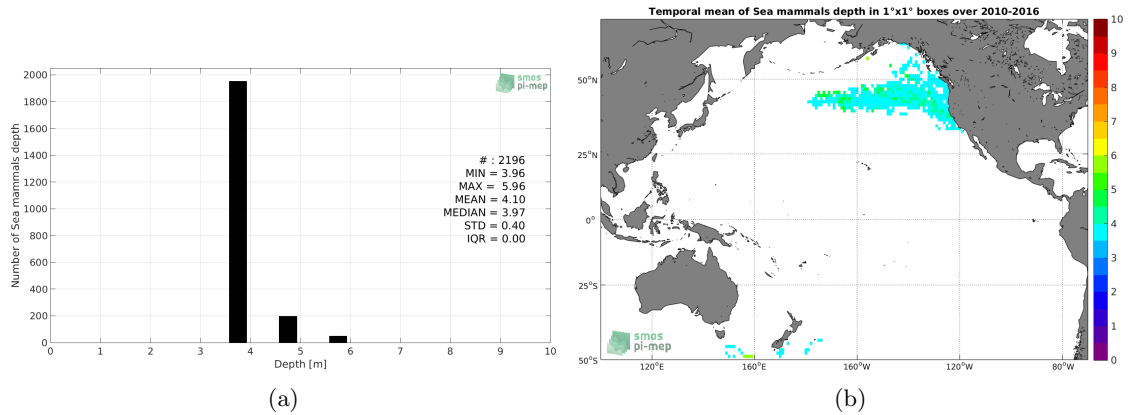 smos
pi-mep
2000
1800
1600
1400
1200
1000
800
600
400
200
0
Number of Sea mammals depth
# : 2196
MIN = 3.96
MAX = 5.96
MEAN = 4.10
MEDIAN = 3.97
STD = 0.40
IQR = 0.00
0 1 2 3 4 5 6 7 8 9 10
Depth [m]
(a)
Temporal mean of Sea mammals depth in 1°x1° boxes over 2010-2016
50°N
25°N
0°
25°S
50°S
120°E 160°E 160°W 120°W 80°W
smos
pi-mep
10
9
8
7
6
5
4
3
2
1
0
(b)